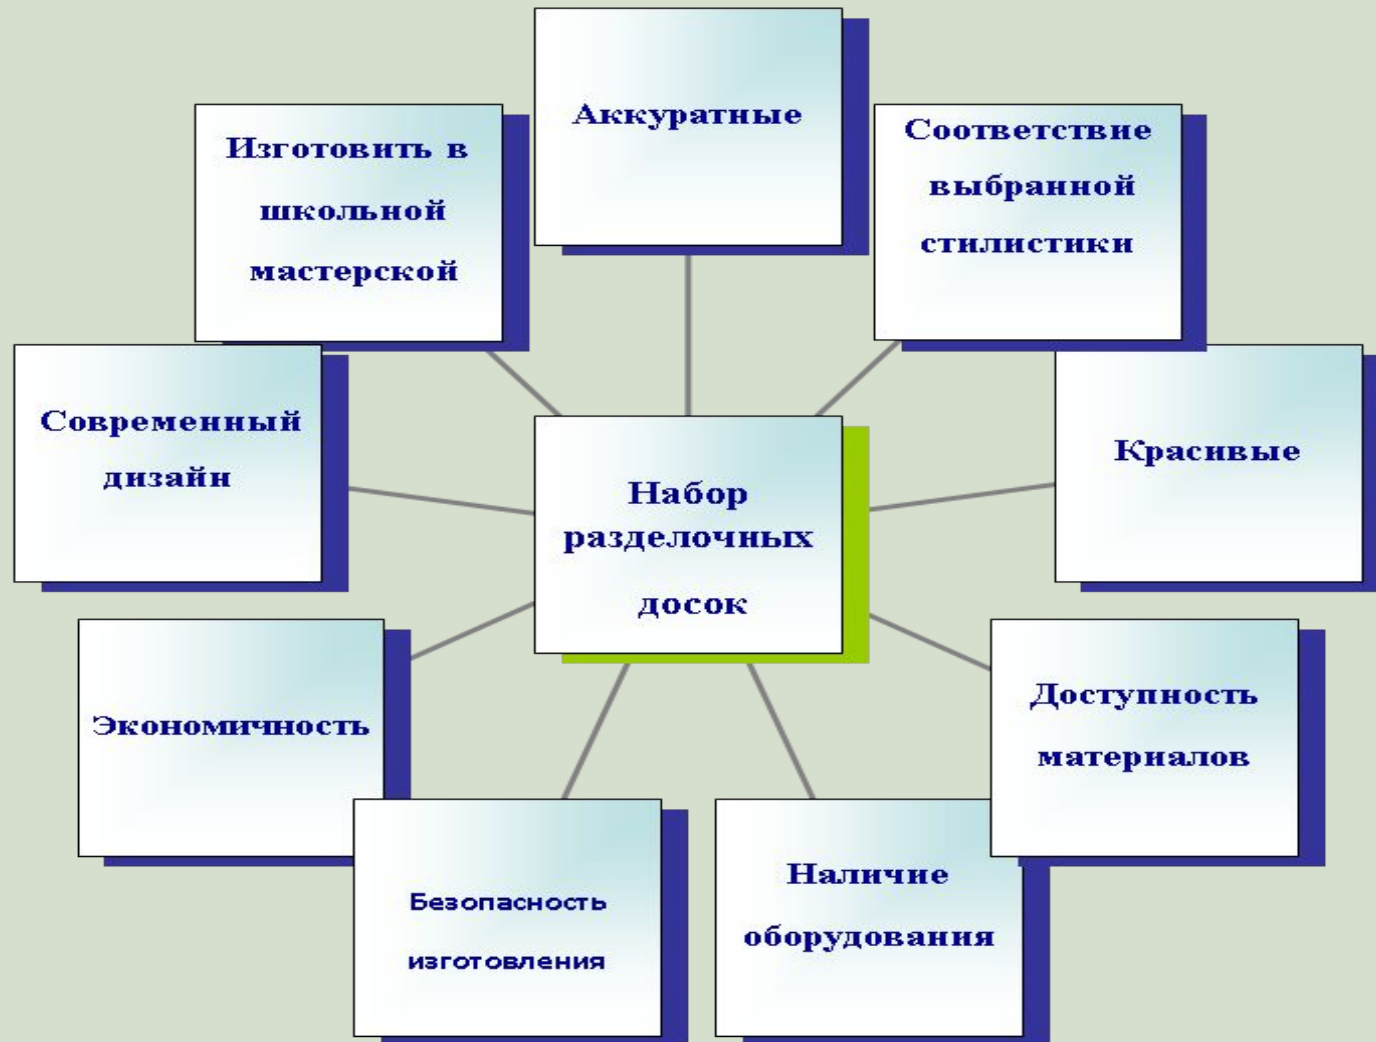 Аккуратные
Соответствие
выбранной
стилистики
Красивые
Доступность
материалов
Наличие
оборудования
Безопасность
изготовления
Экономичность
Современный
дизайн
Изготовить в
школьной
мастерской
Набор
разделочных
досок